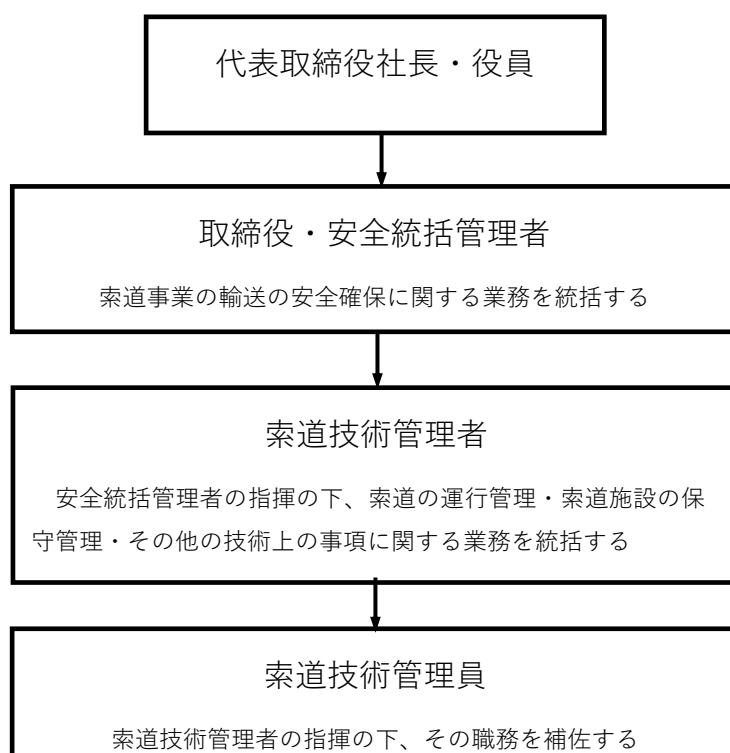 代表取締役社長・役員
取締役・安全統括管理者
索道事業の輸送の安全確保に関する業務を統括する
索道技術管理者
安全統括管理者の指揮の下、索道の運行管理・索道施設の保
守管理・その他の技術上の事項に関する業務を統括する
索道技術管理員
索道技術管理者の指揮の下、その職務を補佐する